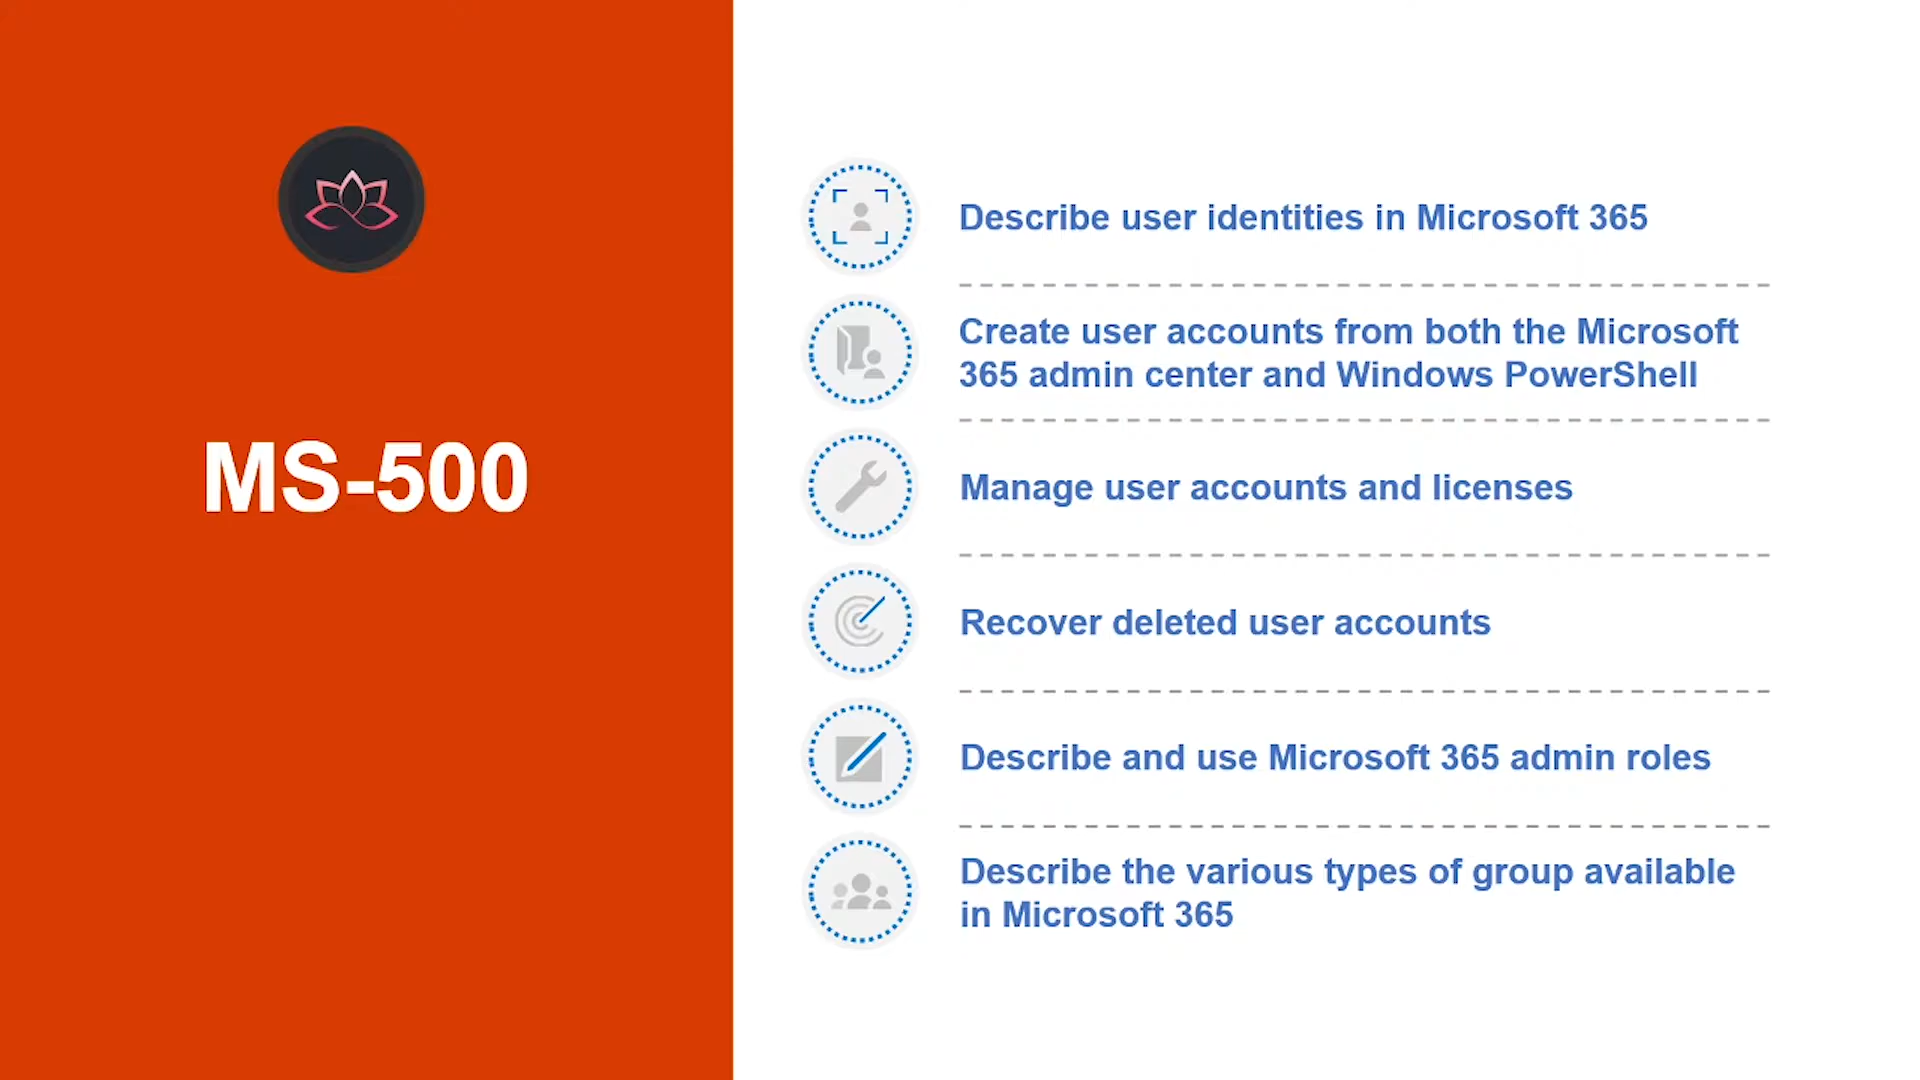 MS-500
Describe user identities in Microsoft 365
Create user accounts from both the Microsoft
365 admin center and Windows PowerShell
Manage user accounts and licenses
Recover deleted user accounts
Describe and use Microsoft 365 admin roles
Describe the various types of group available
in Microsoft 365